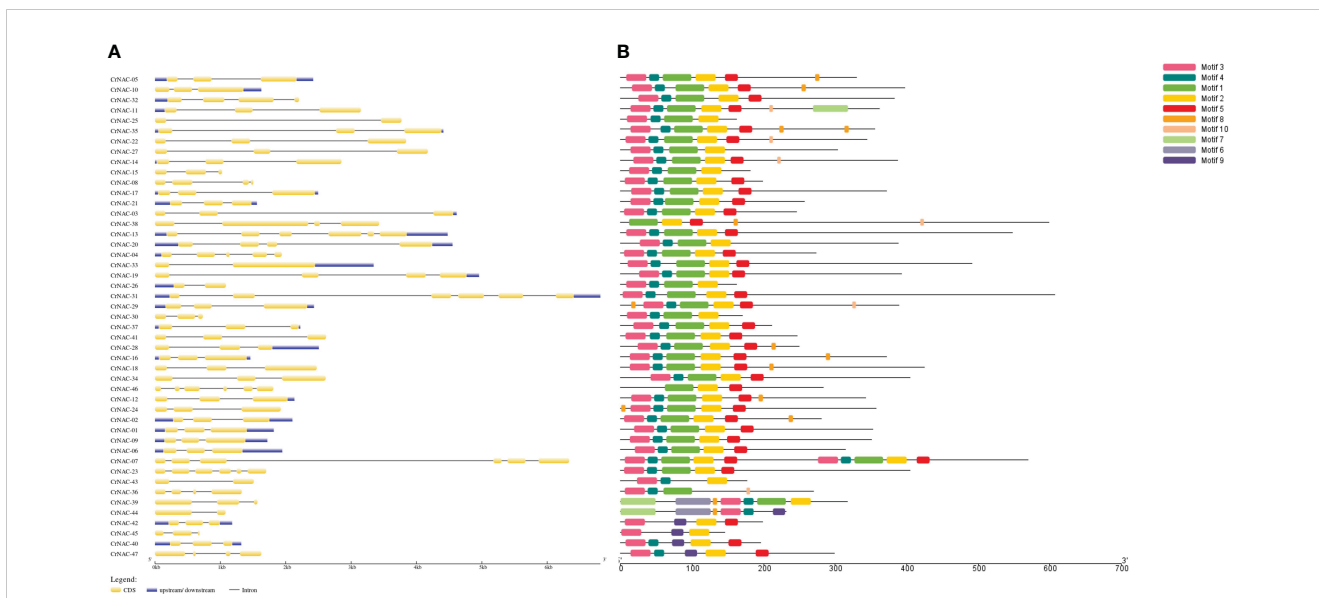 A
B
CrNAC-05
CrNAC-10
CrNAC-32
CrNAC-11
CrNAC-25
CrNAC-35
CrNAC-22
CrNAC-27
CrNAC-14
CrNAC-15
CrNAC-08
CrNAC-17
CrNAC-21
CrNAC-03
CrNAC-38
CrNAC-13
CrNAC-20
CrNAC-04
CrNAC-33
CrNAC-19
CrNAC-26
CrNAC-31
CrNAC-29
CrNAC-30
CrNAC-37
CrNAC-41
CrNAC-28
CrNAC-16
CrNAC-18
CrNAC-34
CrNAC-46
CrNAC-12
CrNAC-24
CrNAC-02
CrNAC-01
CrNAC-09
CrNAC-06
CrNAC-07
CrNAC-23
CrNAC-43
CrNAC-36
CrNAC-39
CrNAC-44
CrNAC-42
CrNAC-45
CrNAC-40
CrNAC-47
5' 3'
0kb 1kb 2kb 3kb 4kb 5kb 6kb
Legend:
CDS upstream/ downstream Intron
Motif 3
Motif 4
Motif 1
Motif 2
Motif 5
Motif 8
Motif 10
Motif 7
Motif 6
Motif 9
5' 3'
0 100 200 300 400 500 600 700